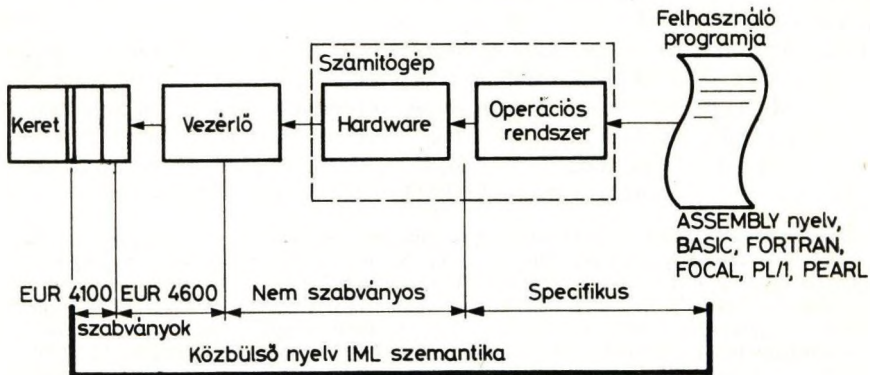 Felhasználó
programja
Számitógép
Keret
Vezérlő
Hardware
Operációs
rendszer
ASSEMBLY nyelv,
BASIC, FORTRAN,
FOCAL, PL/1, PEARL
EUR 4100
EUR 4600
Nem szabványos
Specifikus
szabványok
Közbülső nyelv IML szemantika